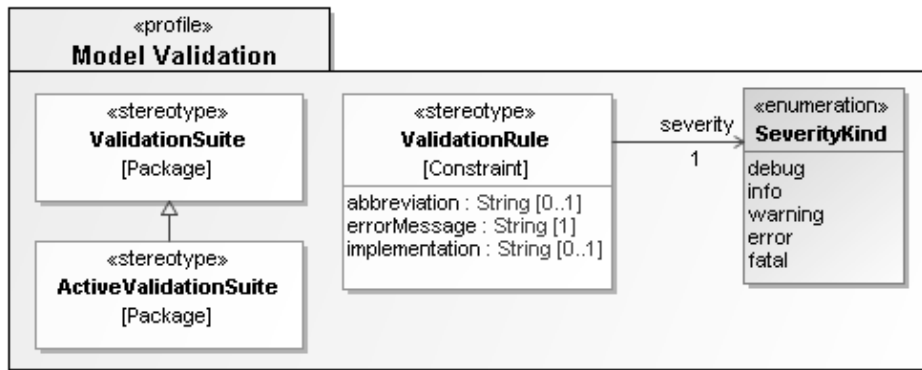 «profile»
Model Validation
«stereotype»
ValidationSuite
[Package]
«stereotype»
ActiveValidationSuite
[Package]
«stereotype»
ValidationRule
[Constraint]
abbreviation : String [0..1]
errorMessage : String [1]
implementation : String [0..1]
severity
1
«enumeration»
SeverityKind
debug
info
warning
error
fatal